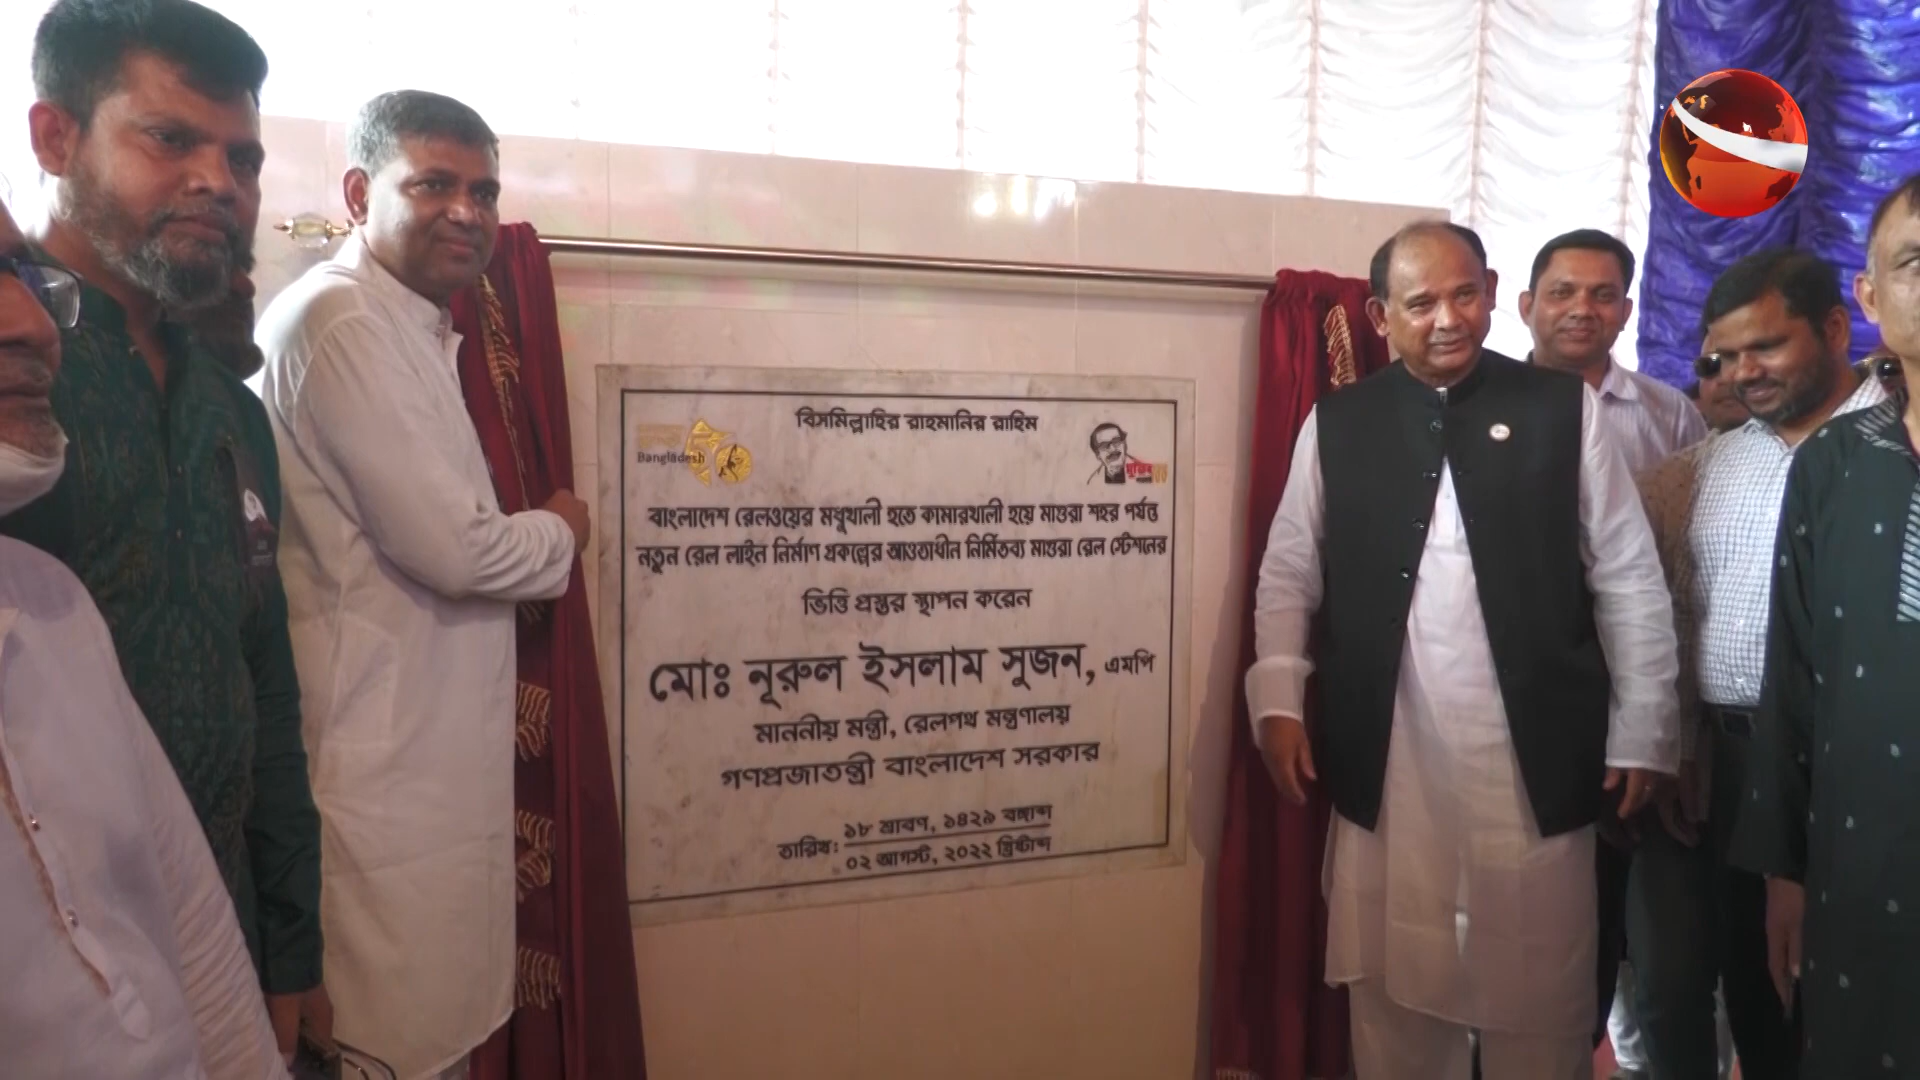 বিসমিল্লাহির রাহমানির রাহিম
Bangladesh
মুজিব
বাংলাদেশ রেলওয়ের মধুখালী হতে কামারখালী হয়ে মাগুরা শহর পর্যন্ত
নতুন রেল লাইন নির্মাণ প্রকল্পের আওতাধীন নির্মিতব্য মাগুরা রেল স্টেশনের
ভিত্তি প্রস্তর স্থাপন করেন
মোঃ নূরুল ইসলাম সুজন, এমপি
মাননীয় মন্ত্রী, রেলপথ মন্ত্রণালয়
গণপ্রজাতন্ত্রী বাংলাদেশ সরকার
তারিখ: ১৮ শ্রাবণ, ১৪২৯ বঙ্গাব্দ
০২ আগস্ট, ২০২২ খ্রিষ্টাব্দ